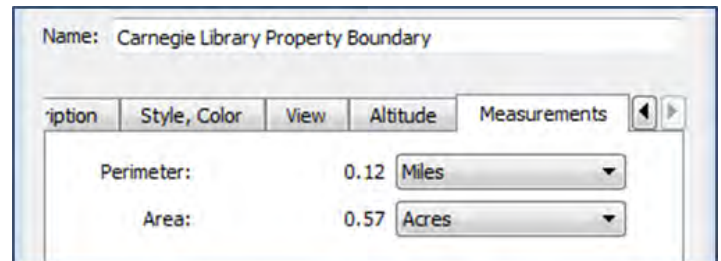 Name: Carnegie Library Property Boundary
ription Style, Color View Altitude Measurements
Perimeter: 0.12 Miles
Area: 0.57 Acres